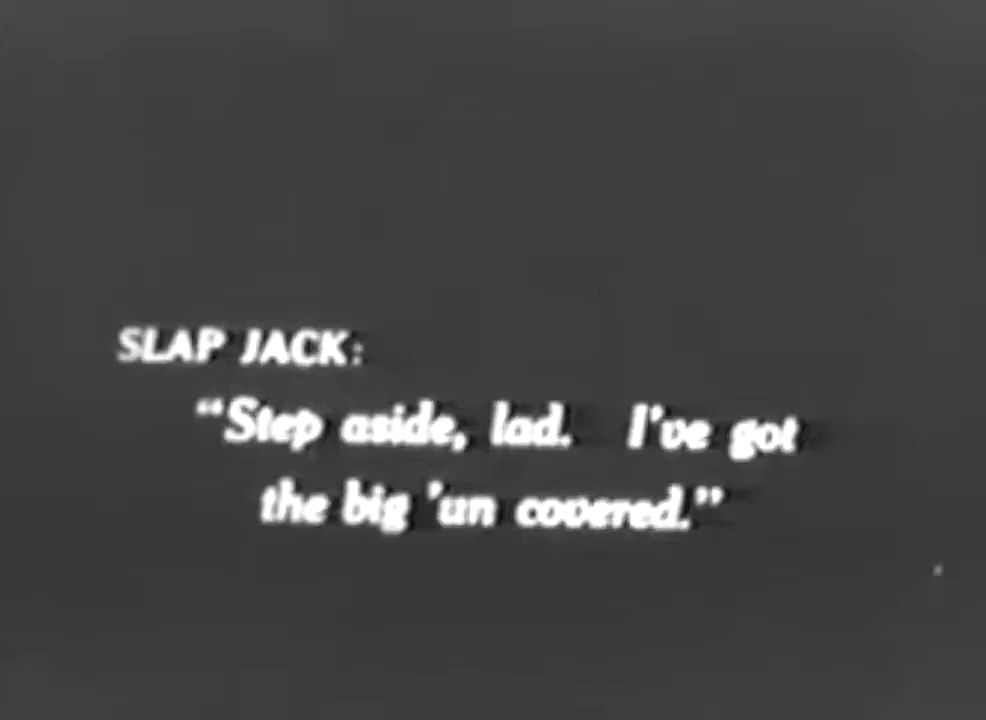 SLAP JACK:
"Step aside, lad. I've got
the big 'un covered."